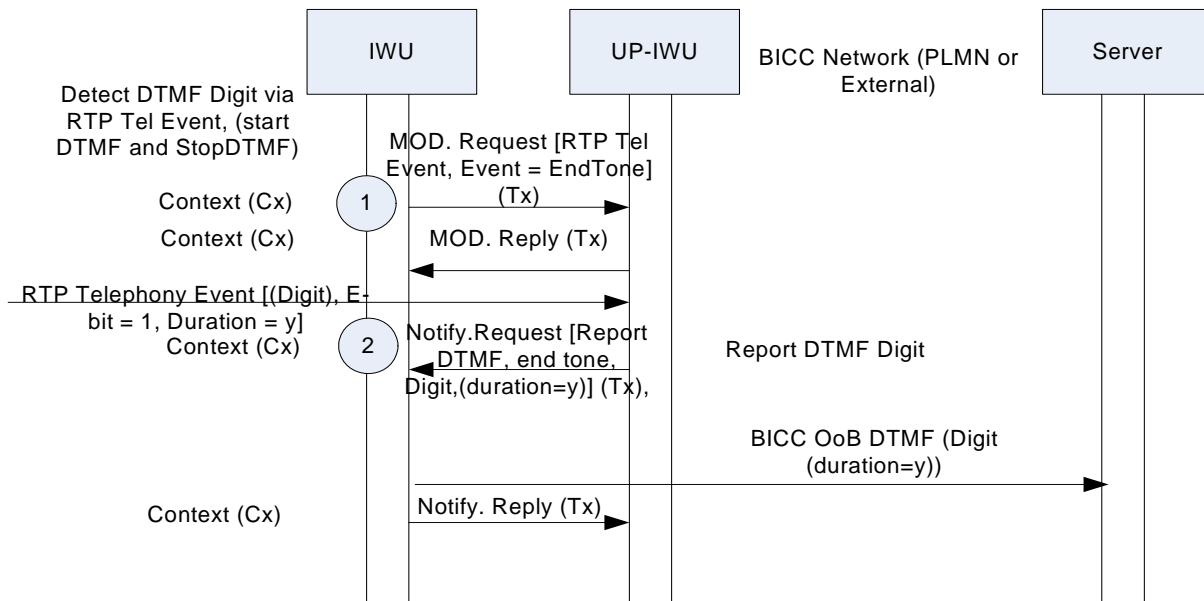 IWU
UP-IWU
BICC Network (PLMN or
External)
Server
Detect DTMF Digit via
RTP Tel Event, (start
DTMF and StopDTMF)
MOD. Request [RTP Tel
Event, Event = EndTone]
(Tx)
Context (Cx)
1
Context (Cx)
MOD. Reply (Tx)
RTP Telephony Event [(Digit), E-
bit = 1, Duration = y]
Context (Cx)
2
Notify.Request [Report
DTMF, end tone,
Digit,(duration=y)] (Tx),
Report DTMF Digit
BICC OoB DTMF (Digit
(duration=y))
Notify. Reply (Tx)
Context (Cx)